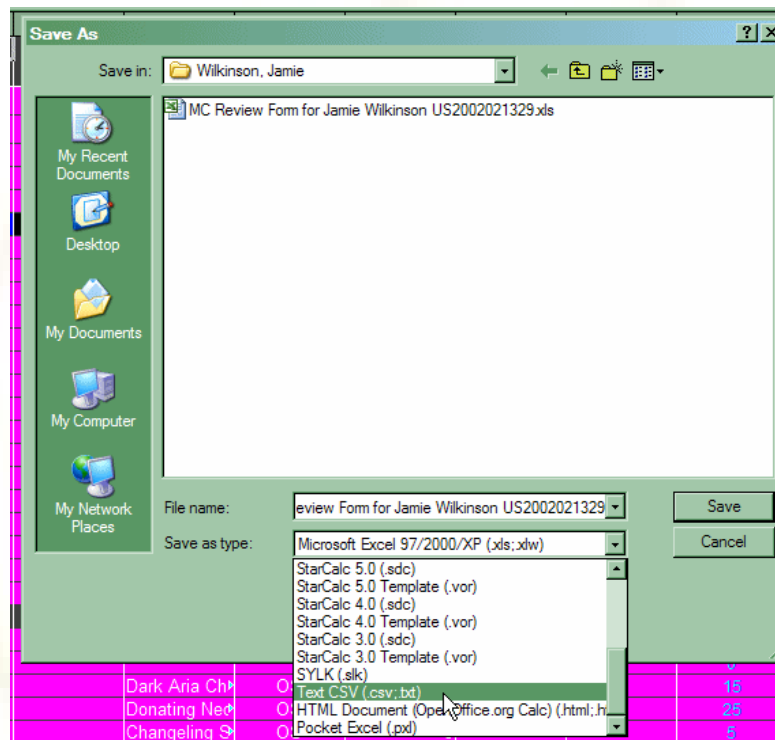 Save As
Save in: Wilkinson, Jamie
MC Review Form for Jamie Wilkinson US2002021329.xls
My Recent
Documents
Desktop
My Documents
My Computer
My Network
Places
File name: eview Form for Jamie Wilkinson US2002021329 Save
Save as type: Microsoft Excel 97/2000/XP (.xls;.xlw) Cancel
StarCalc 5.0 (.sdc)
StarCalc 5.0 Template (.vor)
StarCalc 4.0 (.sdc)
StarCalc 4.0 Template (.vor)
StarCalc 3.0 (.sdc)
StarCalc 3.0 Template (.vor)
SYLK (.slk)
Text CSV (.csv;.txt)
HTML Document (OpenOffice.org Calc) (.html;.h
Pocket Excel (.pxl)
Dark Aria Ch 15
Donating Nec 25
Changeling S 5